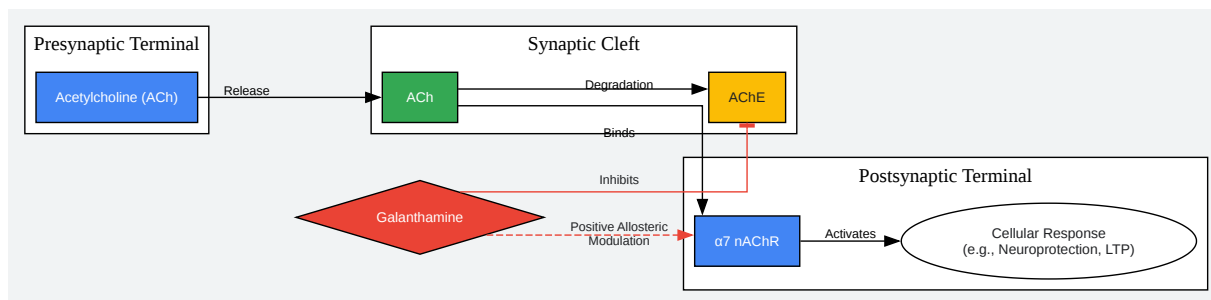 Presynaptic Terminal
Acetylcholine (ACh)
Release
Synaptic Cleft
ACh
Degradation
AChE
Binds
Inhibits
Galanthamine
Positive Allosteric
Modulation
Postsynaptic Terminal
α7 nAChR
Activates
Cellular Response
(e.g., Neuroprotection, LTP)